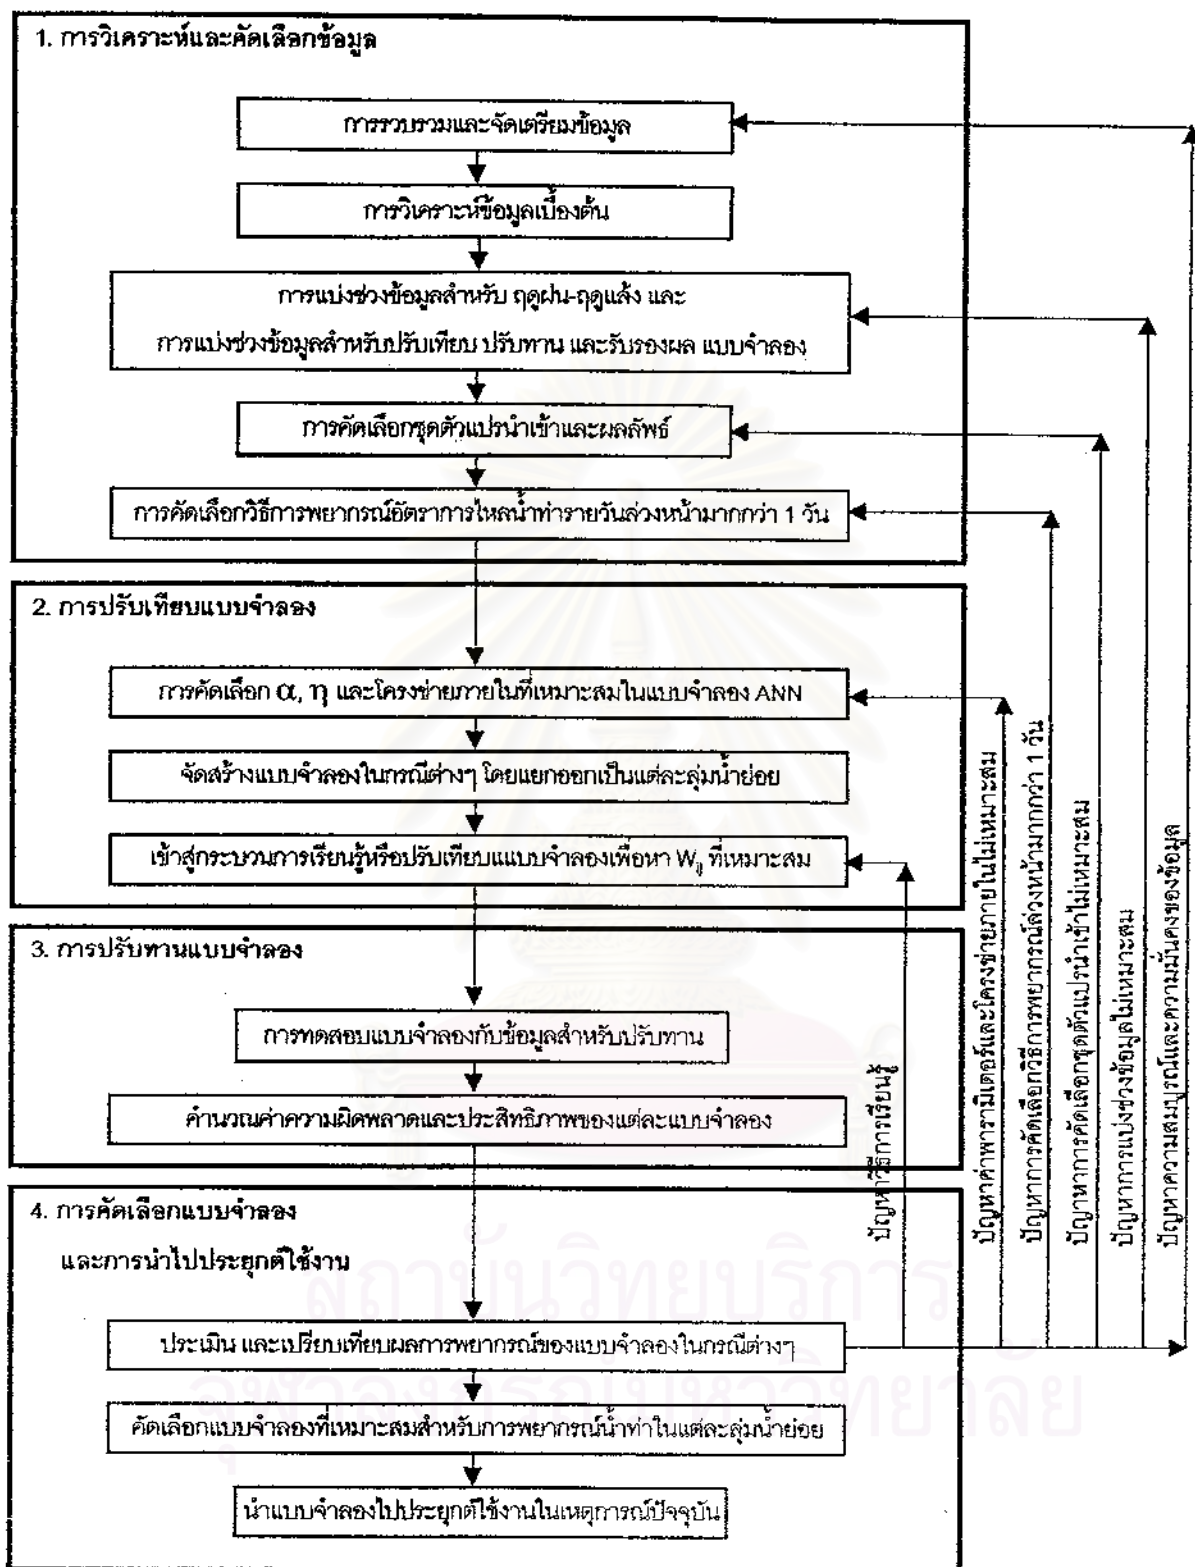 1. การวิเคราะห์และคัดเลือกข้อมูล
การรวบรวมและจัดเตรียมข้อมูล
การวิเคราะห์ข้อมูลเบื้องต้น
การแบ่งช่วงข้อมูลสำหรับ ฤดูฝน-ฤดูแล้ง และ
การแบ่งช่วงข้อมูลสำหรับปรับเทียบ ปรับทาน และรับรองผล แบบจำลอง
การคัดเลือกชุดตัวแปรนำเข้าและผลลัพธ์
การคัดเลือกวิธีการพยากรณ์อัตราการไหลน้ำท่ารายวันล่วงหน้ามากกว่า 1 วัน
2. การปรับเทียบแบบจำลอง
การคัดเลือก α, η และโครงข่ายภายในที่เหมาะสมในแบบจำลอง ANN
จัดสร้างแบบจำลองในกรณีต่างๆ โดยแยกออกเป็นแต่ละลุ่มน้ำย่อย
เข้าสู่กระบวนการเรียนรู้หรือปรับเทียบแแบบจำลองเพื่อหา Wij ที่เหมาะสม
3. การปรับทานแบบจำลอง
การทดสอบแบบจำลองกับข้อมูลสำหรับปรับทาน
คำนวณค่าความผิดพลาดและประสิทธิภาพของแต่ละแบบจำลอง
4. การคัดเลือกแบบจำลอง
และการนำไปประยุกต์ใช้งาน
ประเมิน และเปรียบเทียบผลการพยากรณ์ของแบบจำลองในกรณีต่างๆ
คัดเลือกแบบจำลองที่เหมาะสมสำหรับการพยากรณ์น้ำท่าในแต่ละลุ่มน้ำย่อย
นำแบบจำลองไปประยุกต์ใช้งานในเหตุการณ์ปัจจุบัน
ปัญหาวิธีการเรียนรู้
ปัญหาค่าพารามิเตอร์และโครงข่ายภายในไม่เหมาะสม
ปัญหาการคัดเลือกวิธีการพยากรณ์ล่วงหน้ามากกว่า 1 วัน
ปัญหาการคัดเลือกชุดตัวแปรนำเข้าไม่เหมาะสม
ปัญหาการแบ่งช่วงข้อมูลไม่เหมาะสม
ปัญหาความสมบูรณ์และความมั่นคงของข้อมูล
สถาบันวิทยบริการ
จุฬาลงกรณ์มหาวิทยาลัย